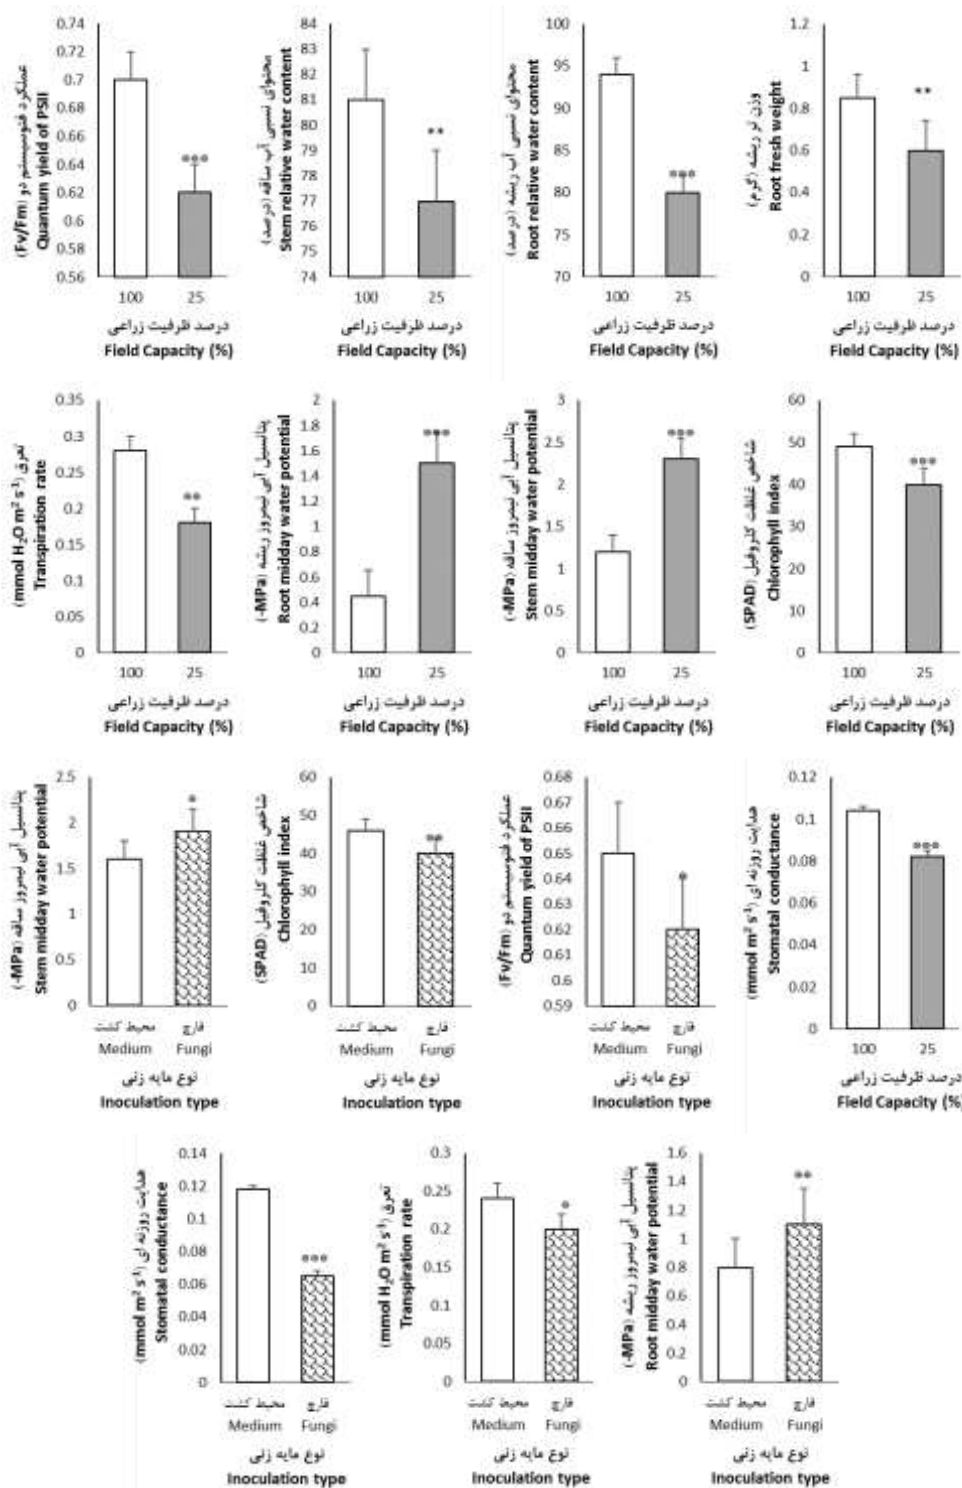 عملکرد فتوسیستم دو (Fv/Fm)
Quantum yield of PSII
0.74
0.72
0.7
0.68
0.66
0.64
0.62
0.6
0.58
0.56
***
100
25
درصد ظرفیت زراعی
Field Capacity (%)
محتوای نسبی آب ساقه (درصد)
Stem relative water content
84
83
82
81
80
79
78
77
76
75
74
**
100
25
درصد ظرفیت زراعی
Field Capacity (%)
محتوای نسبی آب ریشه (درصد)
Root relative water content
100
95
90
85
80
75
70
***
100
25
درصد ظرفیت زراعی
Field Capacity (%)
وزن تر ریشه (گرم)
Root fresh weight
1.2
1
0.8
0.6
0.4
0.2
0
**
100
25
درصد ظرفیت زراعی
Field Capacity (%)
تعرق (mmol H₂O m² s⁻¹)
Transpiration rate
0.35
0.3
0.25
0.2
0.15
0.1
0.05
0
**
100
25
درصد ظرفیت زراعی
Field Capacity (%)
پتانسیل آبی نیمروز ریشه (-MPa)
Root midday water potential
2
1.8
1.6
1.4
1.2
1
0.8
0.6
0.4
0.2
0
***
100
25
درصد ظرفیت زراعی
Field Capacity (%)
پتانسیل آبی نیمروز ساقه (-MPa)
Stem midday water potential
3
2.5
2
1.5
1
0.5
0
***
100
25
درصد ظرفیت زراعی
Field Capacity (%)
شاخص غلظت کلروفیل (SPAD)
Chlorophyll index
60
50
40
30
20
10
0
***
100
25
درصد ظرفیت زراعی
Field Capacity (%)
پتانسیل آبی نیمروز ساقه (-MPa)
Stem midday water potential
2.5
2
1.5
1
0.5
0
*
محیط کشت
Medium
قارچ
Fungi
نوع مایه زنی
Inoculation type
شاخص غلظت کلروفیل (SPAD)
Chlorophyll index
60
50
40
30
20
10
0
**
محیط کشت
Medium
قارچ
Fungi
نوع مایه زنی
Inoculation type
عملکرد فتوسیستم دو (Fv/Fm)
Quantum yield of PSII
0.68
0.67
0.66
0.65
0.64
0.63
0.62
0.61
0.6
0.59
*
محیط کشت
Medium
قارچ
Fungi
نوع مایه زنی
Inoculation type
هدایت روزنه ای (mmol m² s⁻¹)
Stomatal conductance
0.12
0.1
0.08
0.06
0.04
0.02
0
***
100
25
درصد ظرفیت زراعی
Field Capacity (%)
هدایت روزنه ای (mmol m² s⁻¹)
Stomatal conductance
0.14
0.12
0.1
0.08
0.06
0.04
0.02
0
***
محیط کشت
Medium
قارچ
Fungi
نوع مایه زنی
Inoculation type
تعرق (mmol H₂O m² s⁻¹)
Transpiration rate
0.3
0.25
0.2
0.15
0.1
0.05
0
*
محیط کشت
Medium
قارچ
Fungi
نوع مایه زنی
Inoculation type
پتانسیل آبی نیمروز ریشه (-MPa)
Root midday water potential
1.6
1.4
1.2
1
0.8
0.6
0.4
0.2
0
**
محیط کشت
Medium
قارچ
Fungi
نوع مایه زنی
Inoculation type